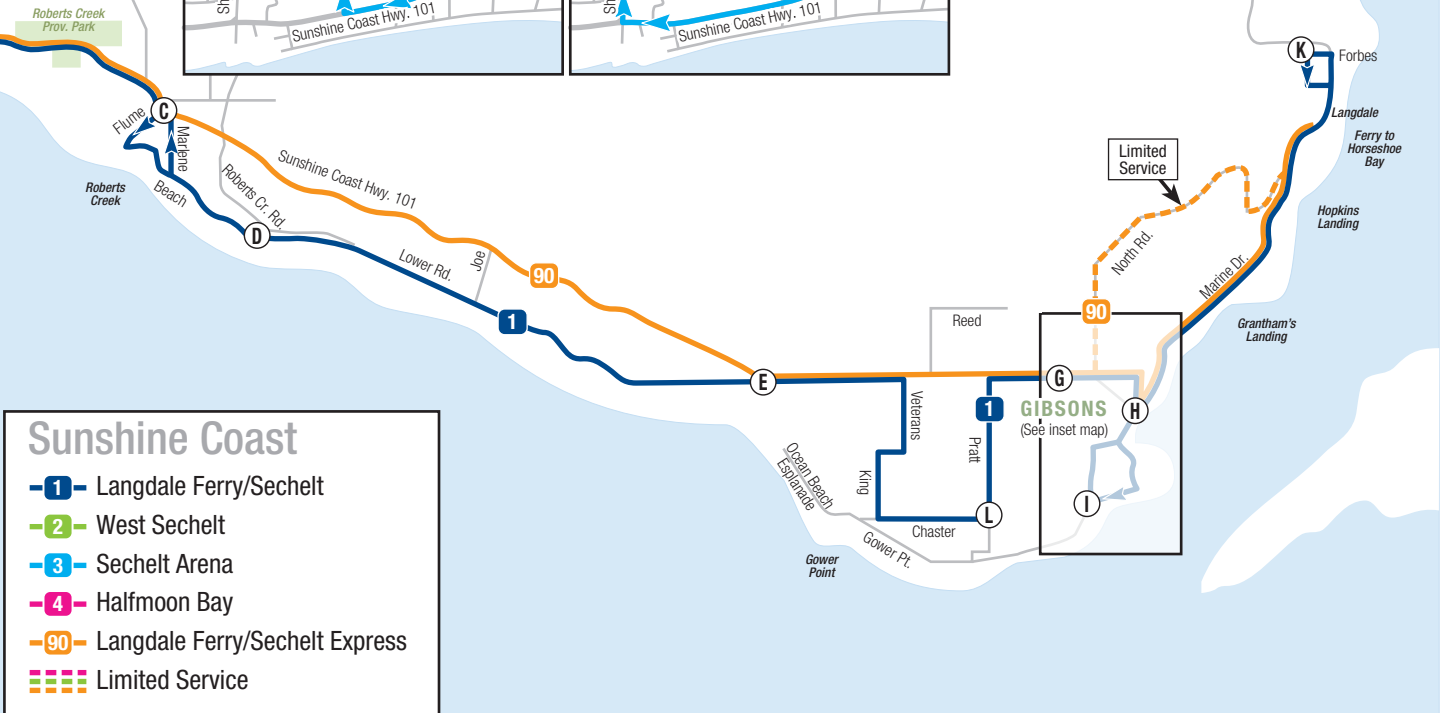 Roberts Creek
Prov. Park
Sh
Sunshine Coast Hwy. 101
Sh
Sunshine Coast Hwy. 101
K
Forbes
Langdale
Ferry to
Horseshoe
Bay
Limited
Service
C
Flume
Marlene
Sunshine Coast Hwy. 101
Roberts
Creek
Beach
Roberts Cr. Rd.
D
Lower Rd.
Joe
90
1
North Rd.
Hopkins
Landing
Marine Dr.
90
Grantham's
Landing
Reed
E
G
1
GIBSONS
(See inset map)
H
Veterans
Pratt
King
Ocean Beach
Esplanade
I
L
Chaster
Gower Pt.
Gower
Point
Sunshine Coast
1 Langdale Ferry/Sechelt
2 West Sechelt
3 Sechelt Arena
4 Halfmoon Bay
90 Langdale Ferry/Sechelt Express
Limited Service